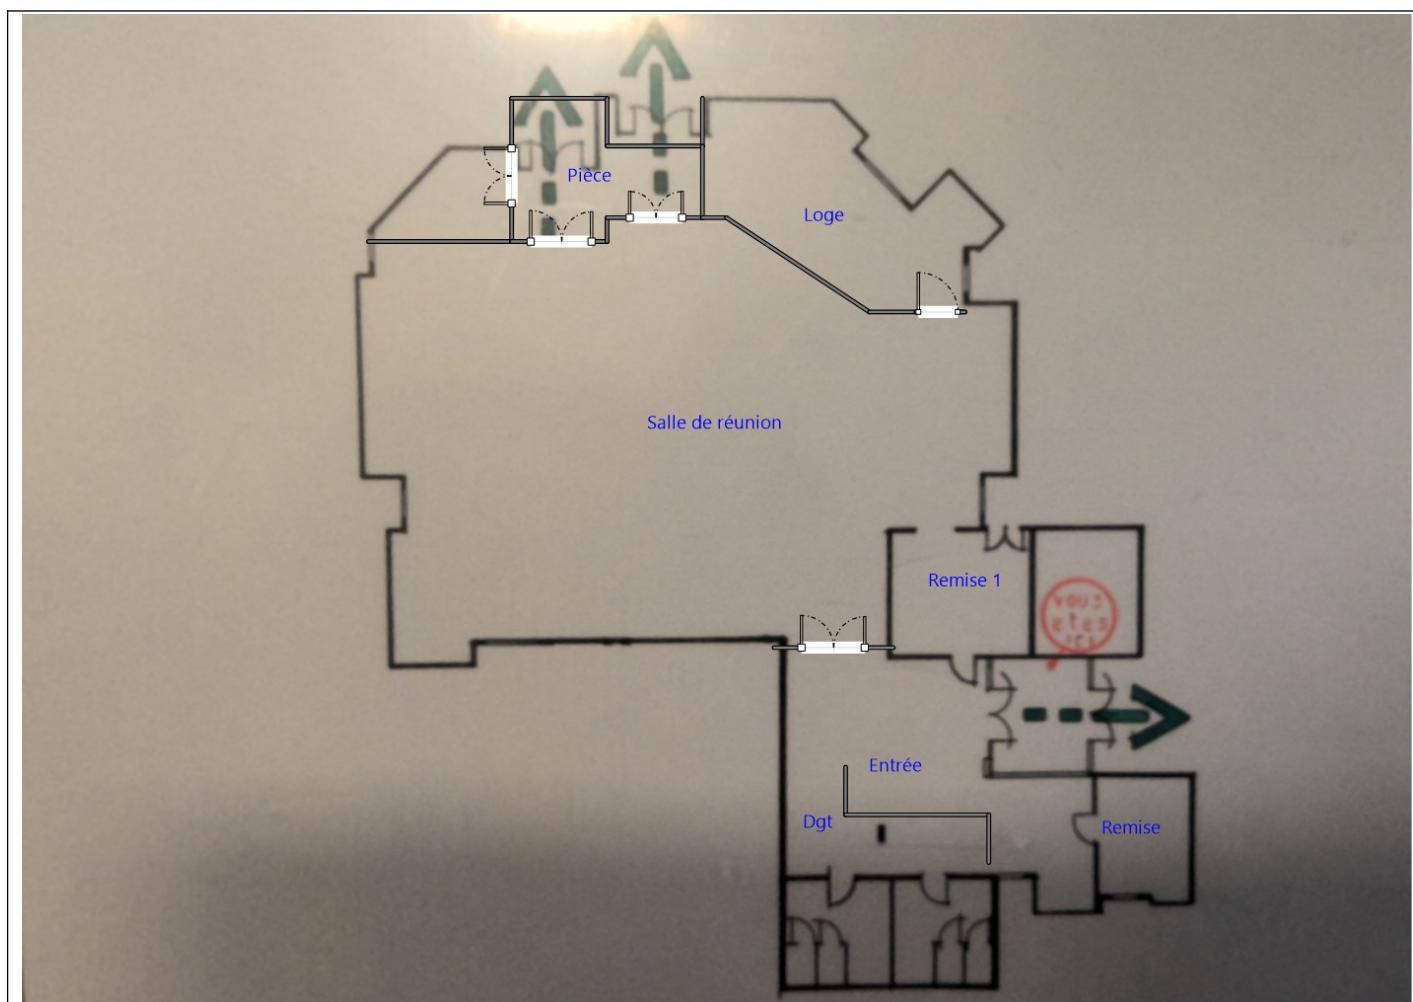 Pièce
Loge
Salle de réunion
Remise 1
vous
êtes
ici
Entrée
Dgt
Remise